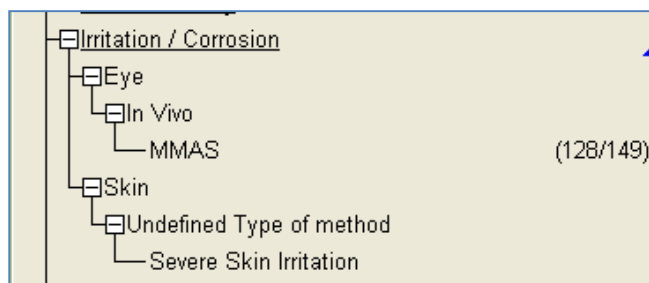 Irritation / Corrosion
Eye
In Vivo
MMAS (128/149)
Skin
Undefined Type of method
Severe Skin Irritation